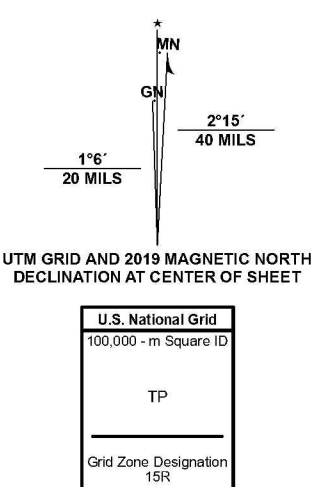 ★
MN
GN
2°15´
40 MILS
1°6´
20 MILS
UTM GRID AND 2019 MAGNETIC NORTH
DECLINATION AT CENTER OF SHEET
U.S. National Grid
100,000 - m Square ID
TP
Grid Zone Designation
15R